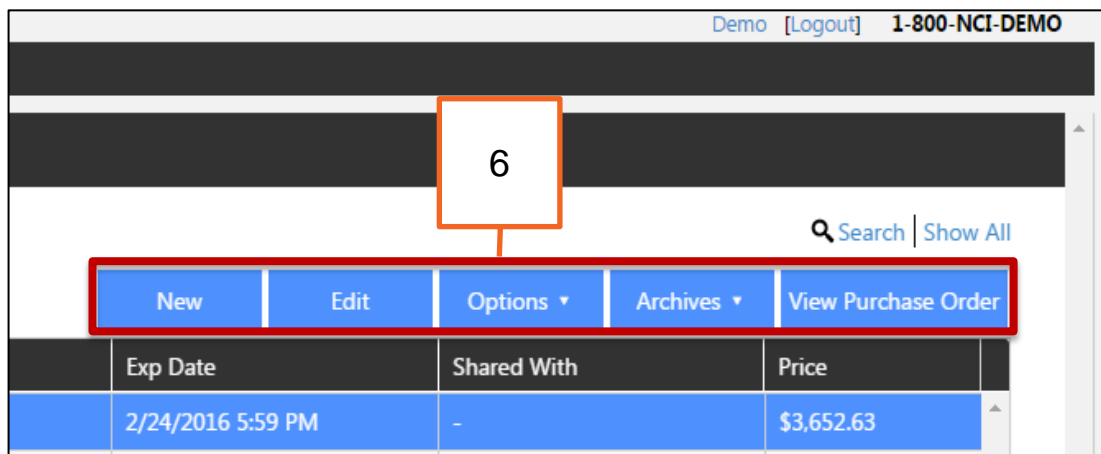 Demo [Logout] 1-800-NCI-DEMO
6
Search | Show All
New Edit Options ▼ Archives ▼ View Purchase Order
Exp Date Shared With Price
2/24/2016 5:59 PM - $3,652.63